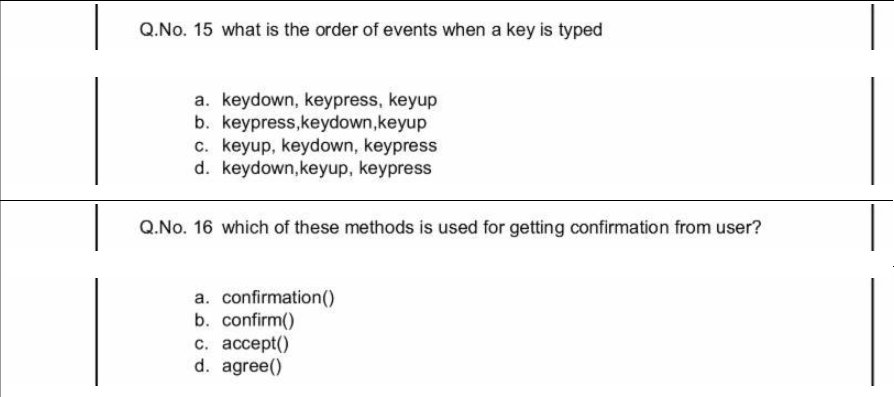 Q.No. 15 what is the order of events when a key is typed
a. keydown, keypress, keyup
b. keypress,keydown,keyup
c. keyup, keydown, keypress
d. keydown,keyup, keypress
Q.No. 16 which of these methods is used for getting confirmation from user?
a. confirmation()
b. confirm()
c. accept()
d. agree()